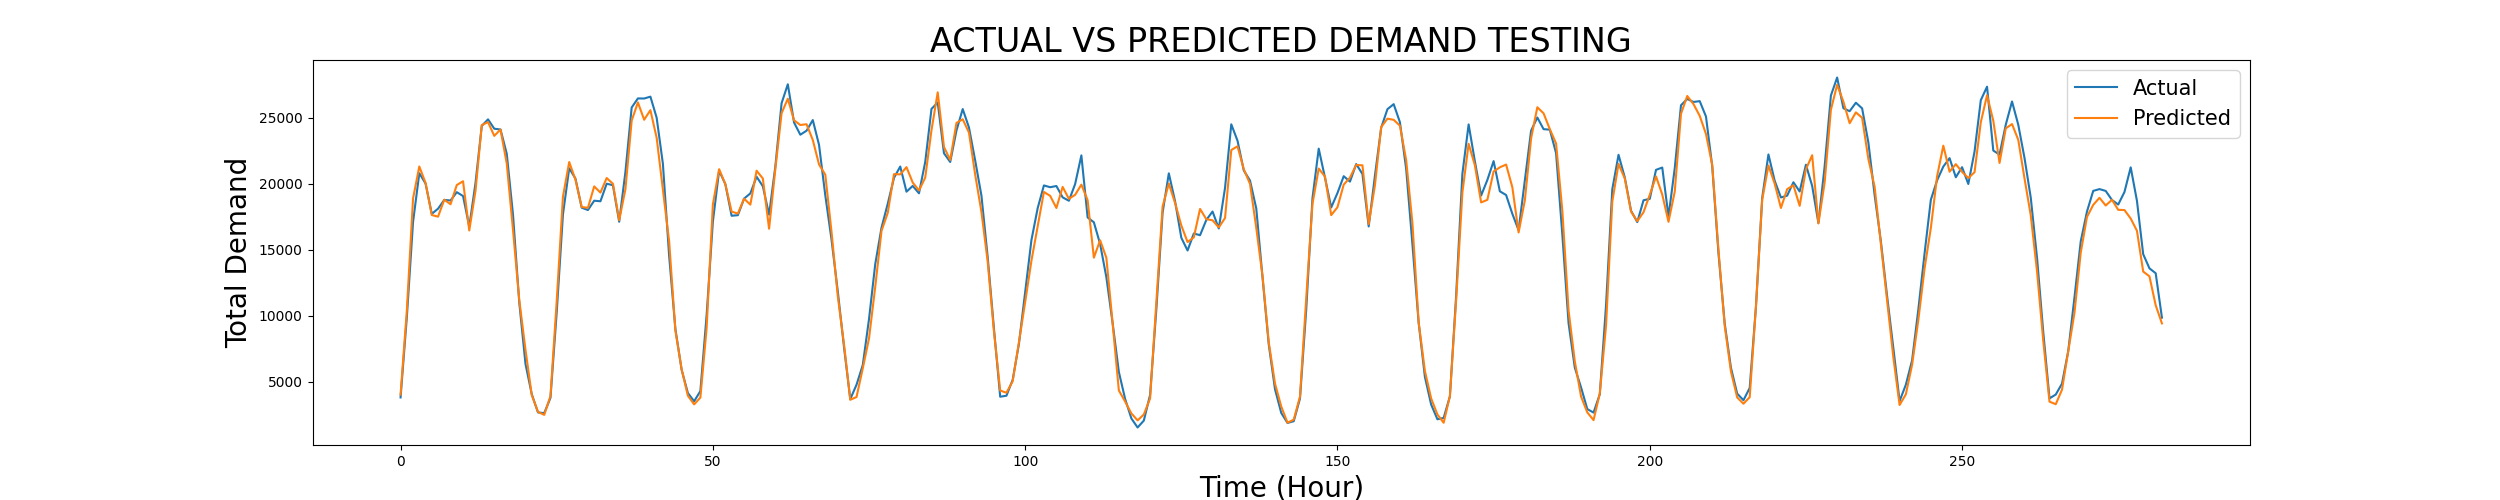 ACTUAL VS PREDICTED DEMAND TESTING
Actual
Predicted
Total Demand
25000
20000
15000
10000
5000
0 50 100 150 200 250
Time (Hour)